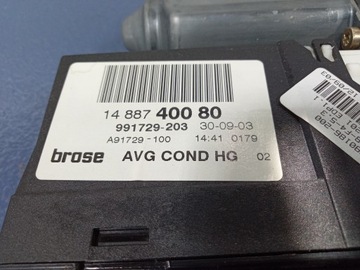 14 887 400 80
991729-203 30-09-03
A91729-100 14:41 0179
brose AVG COND HG 02